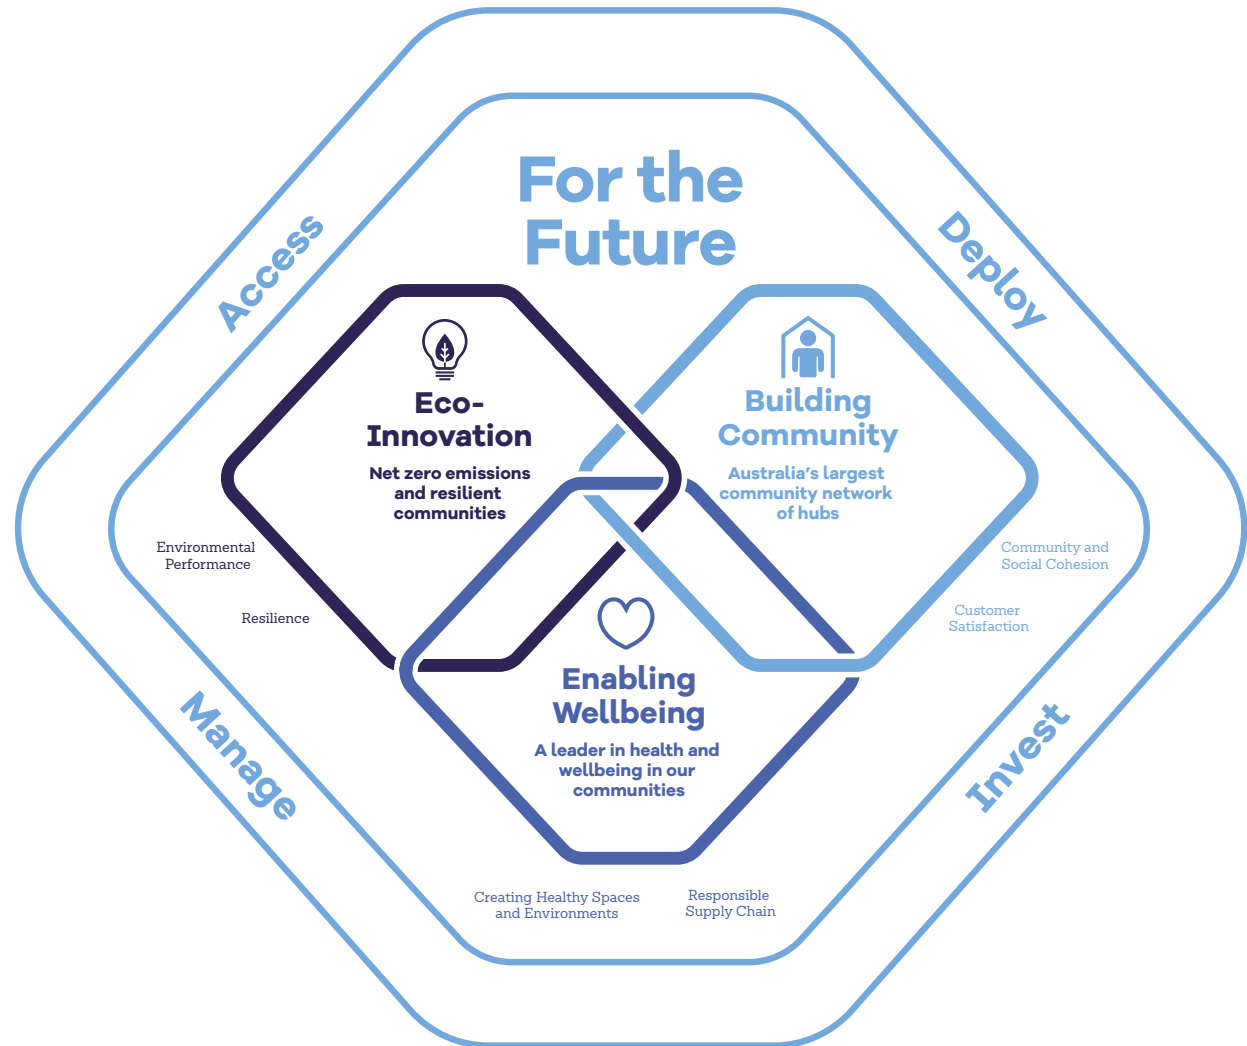 For the
Future
Access
Deploy
Eco-
Innovation
Net zero emissions
and resilient
communities
Building
Community
Australia's largest
community network
of hubs
Environmental
Performance
Resilience
Community and
Social Cohesion
Customer
Satisfaction
Enabling
Wellbeing
A leader in health and
wellbeing in our
communities
Manage
Invest
Creating Healthy Spaces
and Environments
Responsible
Supply Chain